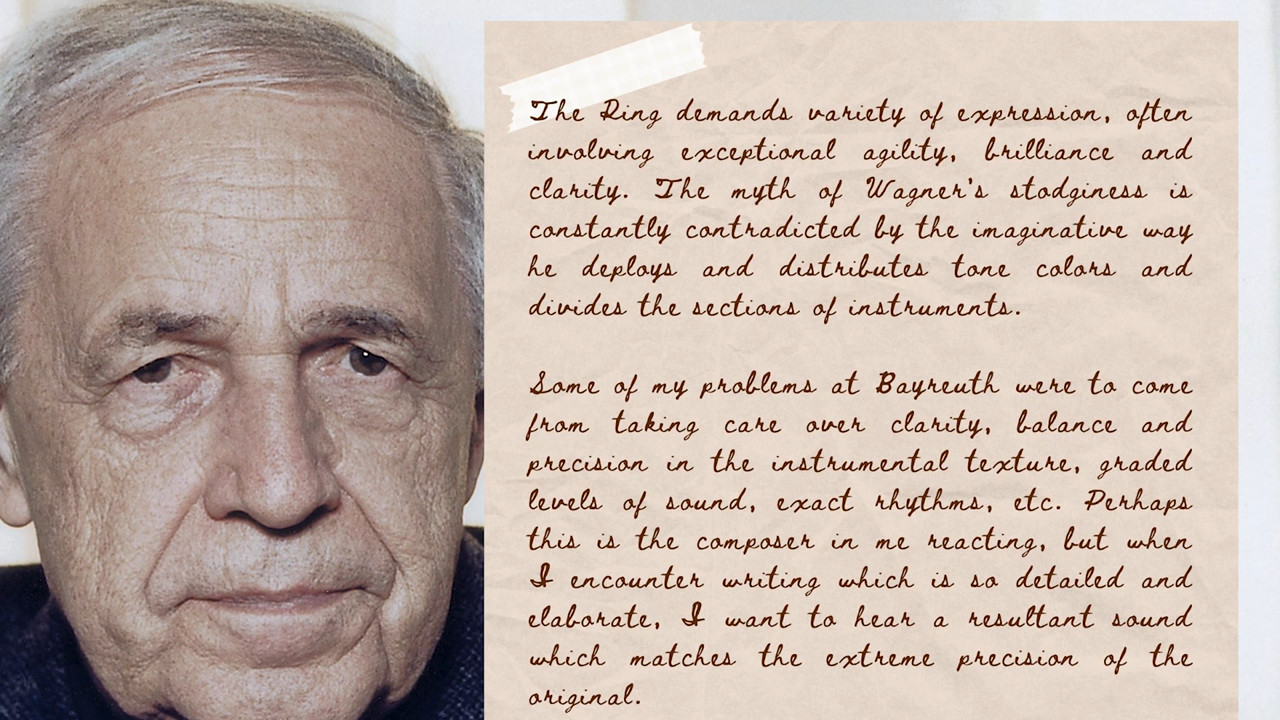 The Ring demands variety of expression, often
involving exceptional agility, brilliance and
clarity. The myth of Wagner's stodginess is
constantly contradicted by the imaginative way
he deploys and distributes tone colors and
divides the sections of instruments.
Some of my problems at Bayreuth were to come
from taking care over clarity, balance and
precision in the instrumental texture, graded
levels of sound, exact rhythms, etc. Perhaps
this is the composer in me reacting, but when
I encounter writing which is so detailed and
elaborate, I want to hear a resultant sound
which matches the extreme precision of the
original.